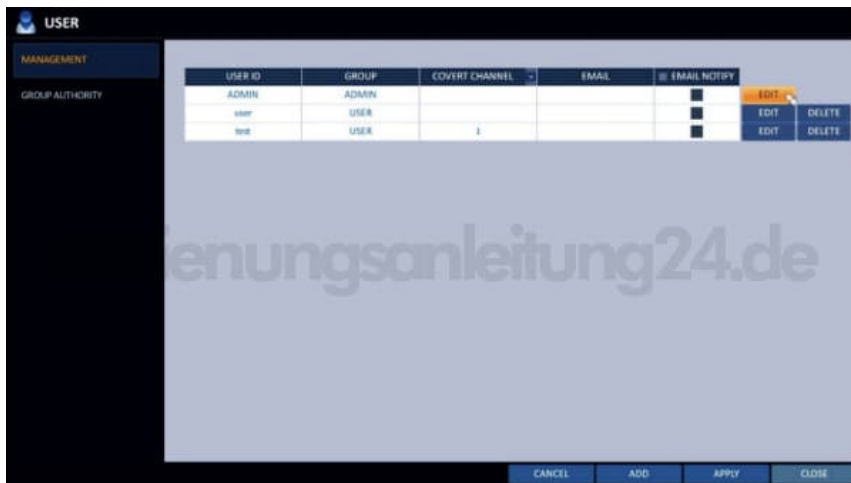 USER
MANAGEMENT
GROUP AUTHORITY
USER ID GROUP COVERT CHANNEL EMAIL EMAIL NOTIFY
ADMIN ADMIN EDIT
user USER EDIT DELETE
test USER 1 EDIT DELETE
ienungsanleitung24.de
CANCEL ADD APPLY CLOSE